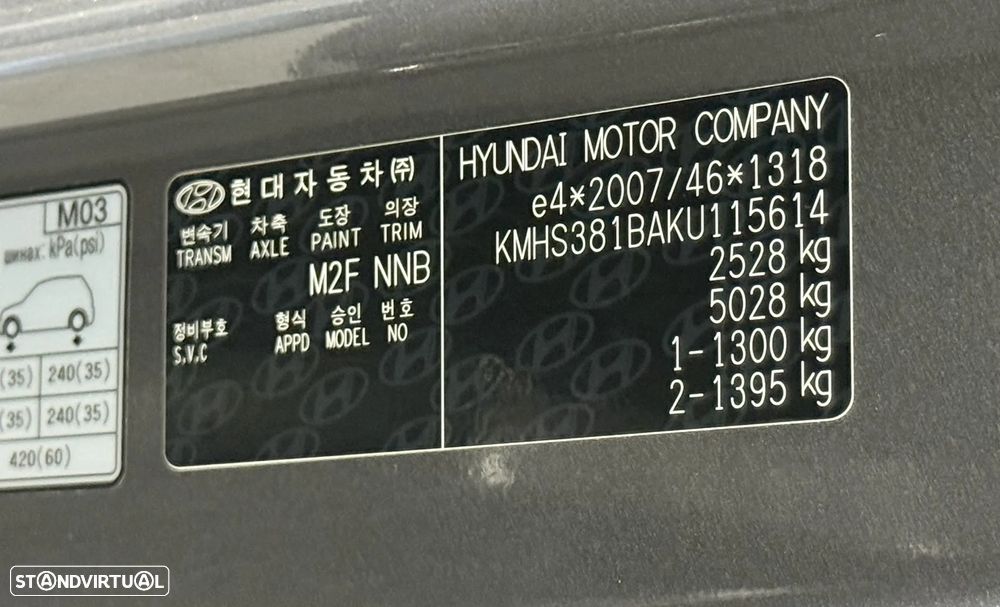 M03
шинах: kPa(psi)
(35) 240(35)
(35) 240(35)
420(60)
현대자동차㈜
변속기 차축 도장 의장
TRANSM AXLE PAINT TRIM
M2F NNB
정비부호 형식 승인 번호
S.V.C APPD MODEL NO
HYUNDAI MOTOR COMPANY
e4*2007/46*1318
KMHS381BAKU115614
2528 kg
5028 kg
1-1300 kg
2-1395 kg
STANDVIRTUAL